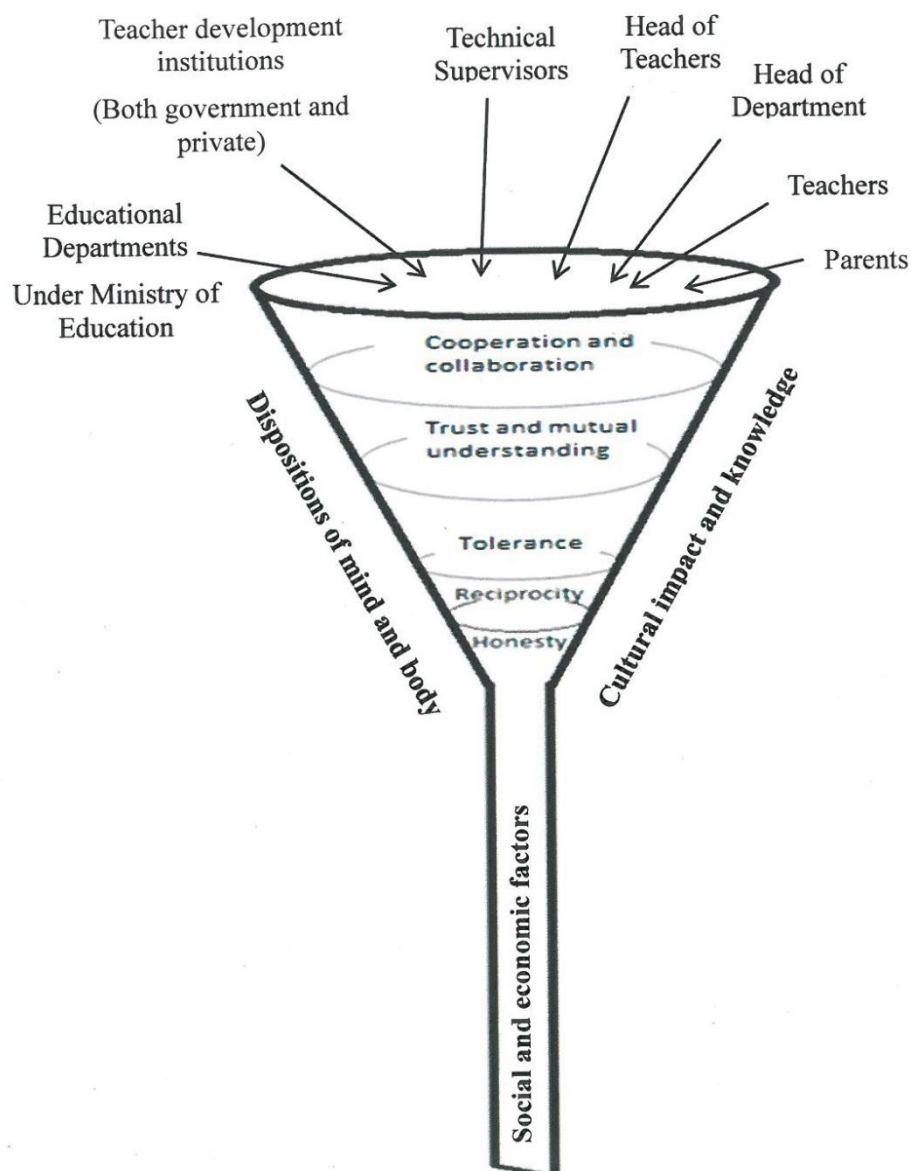 Teacher development
institutions
(Both government and
private)
Technical
Supervisors
Head of
Teachers
Head of
Department
Teachers
Parents
Educational
Departments
Under Ministry of
Education
Cooperation and
collaboration
Trust and mutual
understanding
Tolerance
Reciprocity
Honesty
Dispositions of mind and body
Cultural impact and knowledge
Social and economic factors